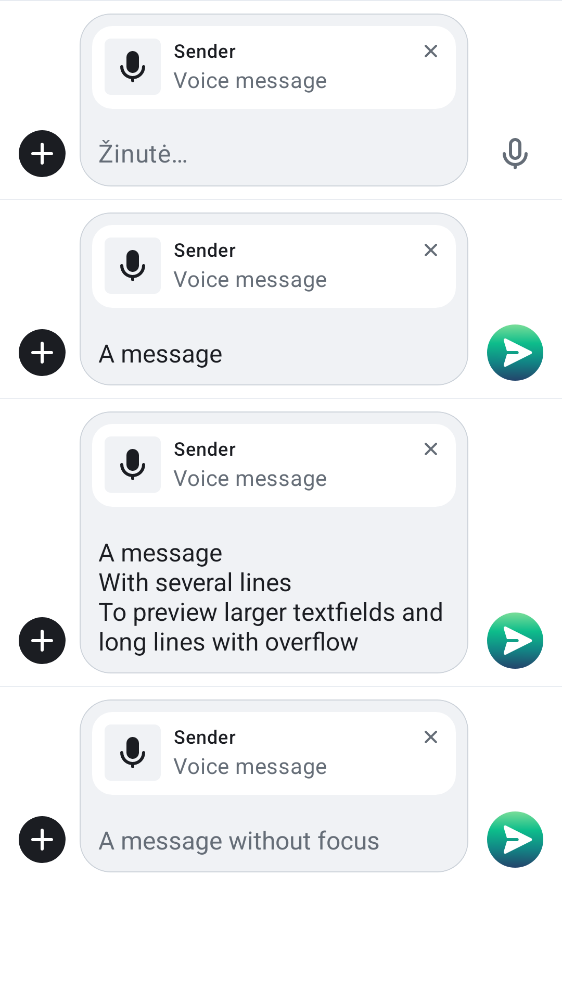 Sender
Voice message
Žinutė…
Sender
Voice message
A message
Sender
Voice message
A message
With several lines
To preview larger textfields and
long lines with overflow
Sender
Voice message
A message without focus